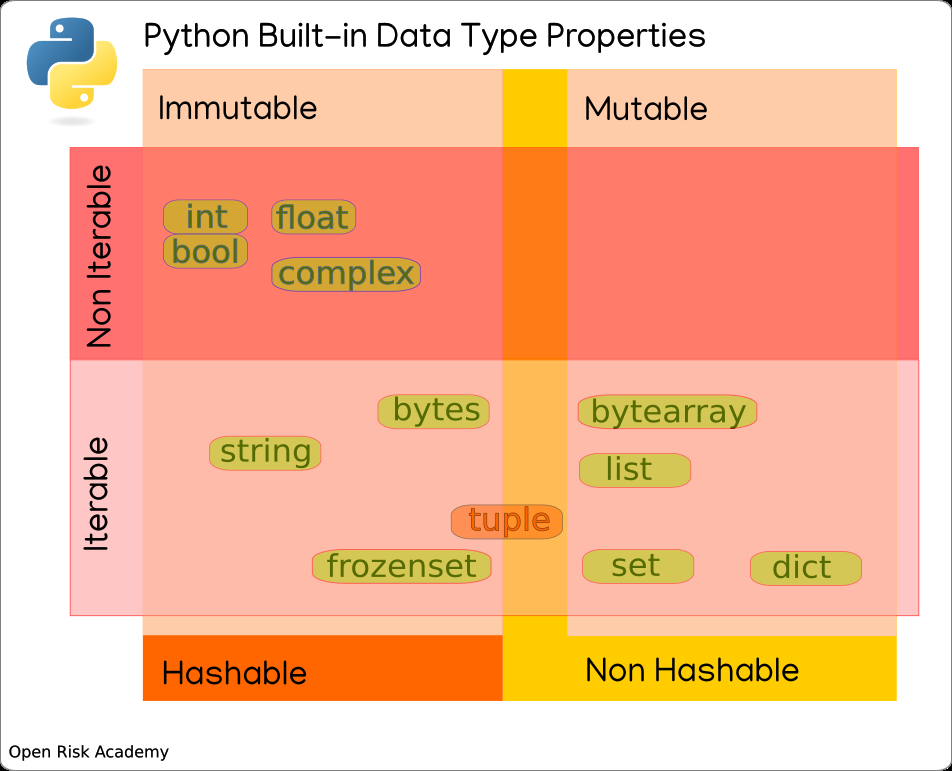 Python Built-in Data Type Properties
Immutable
Mutable
Non Iterable
int
float
bool
complex
Iterable
bytes
bytearray
string
list
tuple
frozenset
set
dict
Hashable
Non Hashable
Open Risk Academy